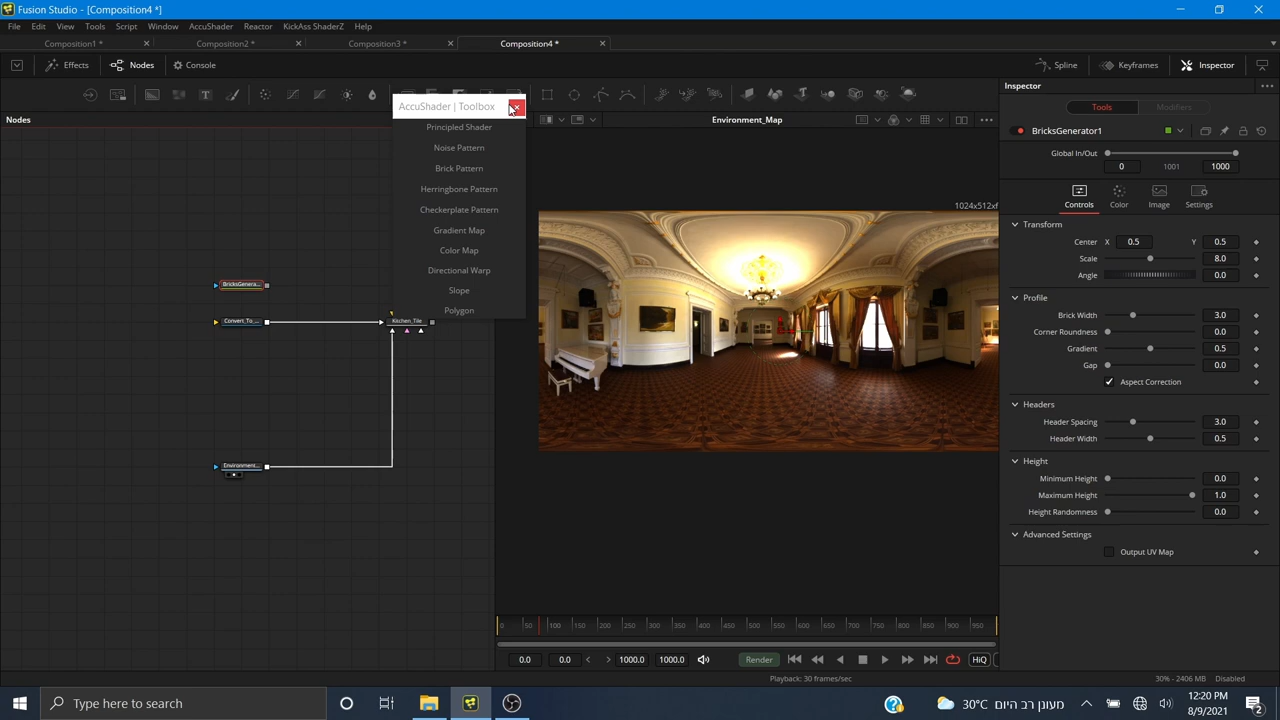 Fusion Studio - [Composition4 *]
File Edit View Tools Script Window AccuShader Reactor KickAss ShaderZ Help
Composition1 * Composition2 * Composition3 * Composition4 *
Effects Nodes Console Spline Keyframes Inspector
AccuShader | Toolbox
Principled Shader
Noise Pattern
Brick Pattern
Herringbone Pattern
Checkerplate Pattern
Gradient Map
Color Map
Directional Warp
Slope
Polygon
Nodes
BricksGenera...
Convert_To ...
Kitchen_Tile
Environment...
Environment_Map
1024x512xf
Inspector
Tools Modifiers
BricksGenerator1
Global In/Out
0 1001 1000
Controls Color Image Settings
Transform
Center X 0.5 Y 0.5
Scale 8.0
Angle 0.0
Profile
Brick Width 3.0
Corner Roundness 0.0
Gradient 0.5
Gap 0.0
Aspect Correction
Headers
Header Spacing 3.0
Header Width 0.5
Height
Minimum Height 0.0
Maximum Height 1.0
Height Randomness 0.0
Advanced Settings
Output UV Map
0 50 100 150 200 250 300 350 400 450 500 550 600 650 700 750 800 850 900 950
0.0 0.0 1000.0 1000.0 Render HiQ
Playback: 30 frames/sec 30% - 2406 MB Disabled
Type here to search
30°C מעונן רב היום
12:20 PM
8/9/2021
2